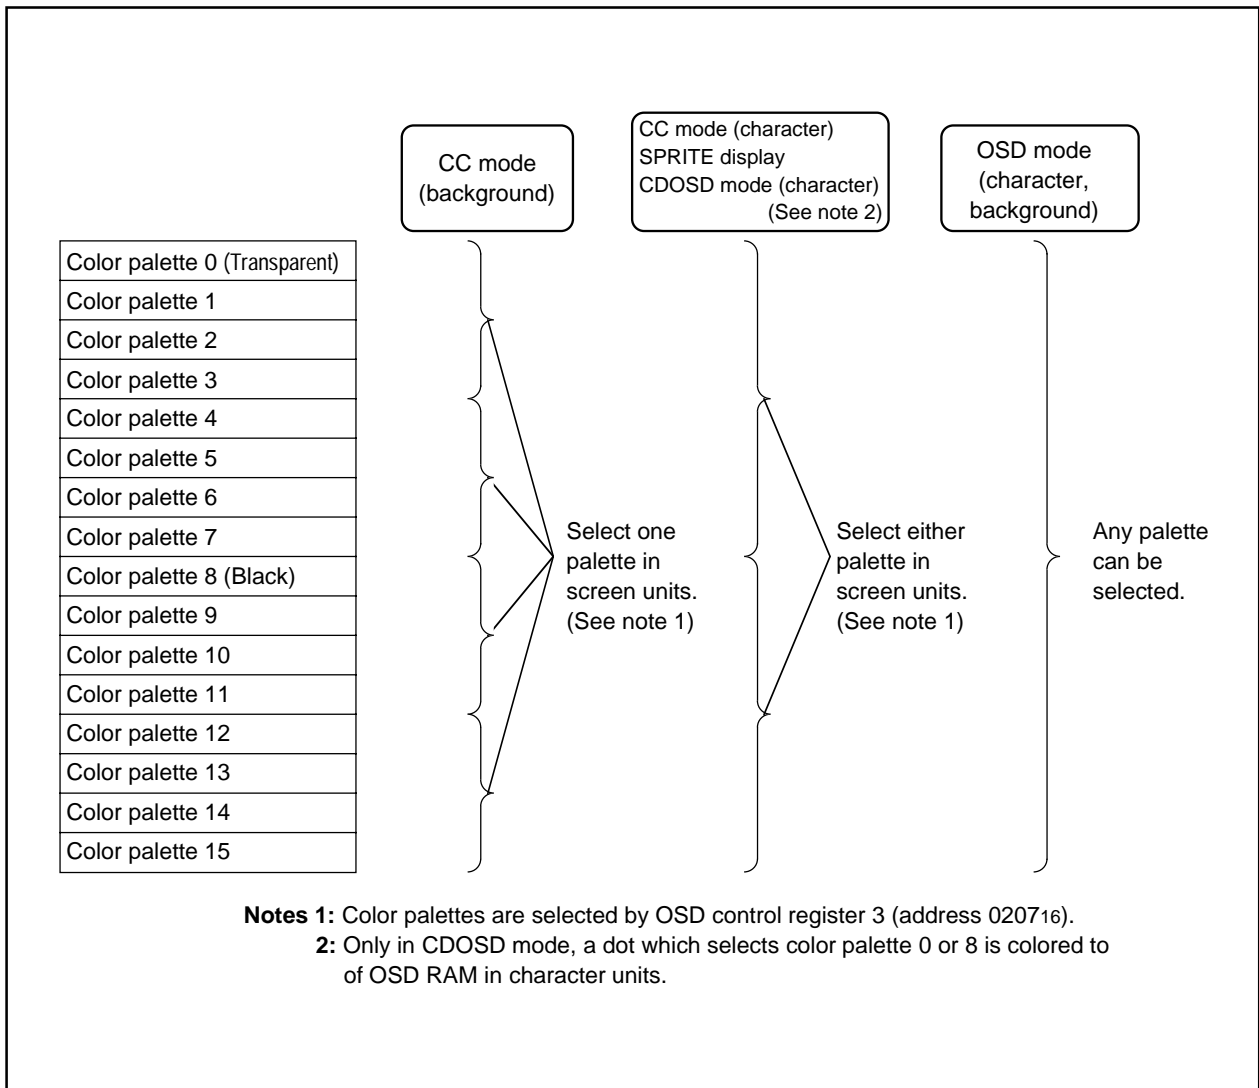 CC mode
(background)
CC mode (character)
SPRITE display
CDOSD mode (character)
(See note 2)
OSD mode
(character,
background)
Color palette 0 (Transparent)
Color palette 1
Color palette 2
Color palette 3
Color palette 4
Color palette 5
Color palette 6
Color palette 7
Color palette 8 (Black)
Color palette 9
Color palette 10
Color palette 11
Color palette 12
Color palette 13
Color palette 14
Color palette 15
Select one
palette in
screen units.
(See note 1)
Select either
palette in
screen units.
(See note 1)
Any palette
can be
selected.
Notes 1: Color palettes are selected by OSD control register 3 (address 020716).
2: Only in CDOSD mode, a dot which selects color palette 0 or 8 is colored to
of OSD RAM in character units.